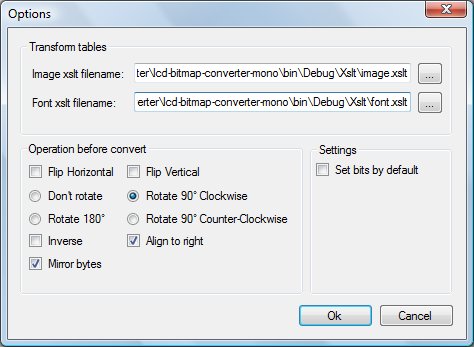 Options
Transform tables
Image xslt filename: ter\lcd-bitmap-converter-mono\bin\Debug\Xslt\image.xslt ...
Font xslt filename: erter\lcd-bitmap-converter-mono\bin\Debug\Xslt\font.xslt ...
Operation before convert
Flip Horizontal Flip Vertical
Don't rotate Rotate 90° Clockwise
Rotate 180° Rotate 90° Counter-Clockwise
Inverse Align to right
Mirror bytes
Settings
Set bits by default
Ok Cancel